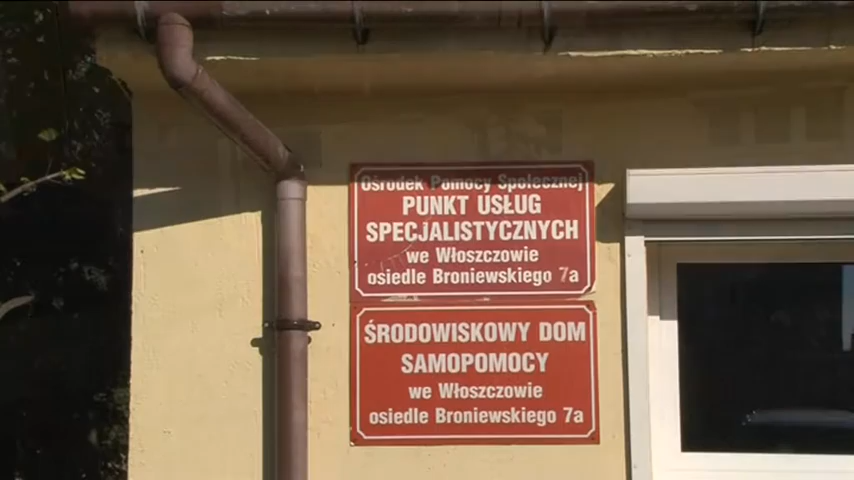 Ośrodek Pomocy Społecznej
PUNKT USŁUG
SPECJALISTYCZNYCH
we Włoszczowie
osiedle Broniewskiego 7a
ŚRODOWISKOWY DOM
SAMOPOMOCY
we Włoszczowie
osiedle Broniewskiego 7a